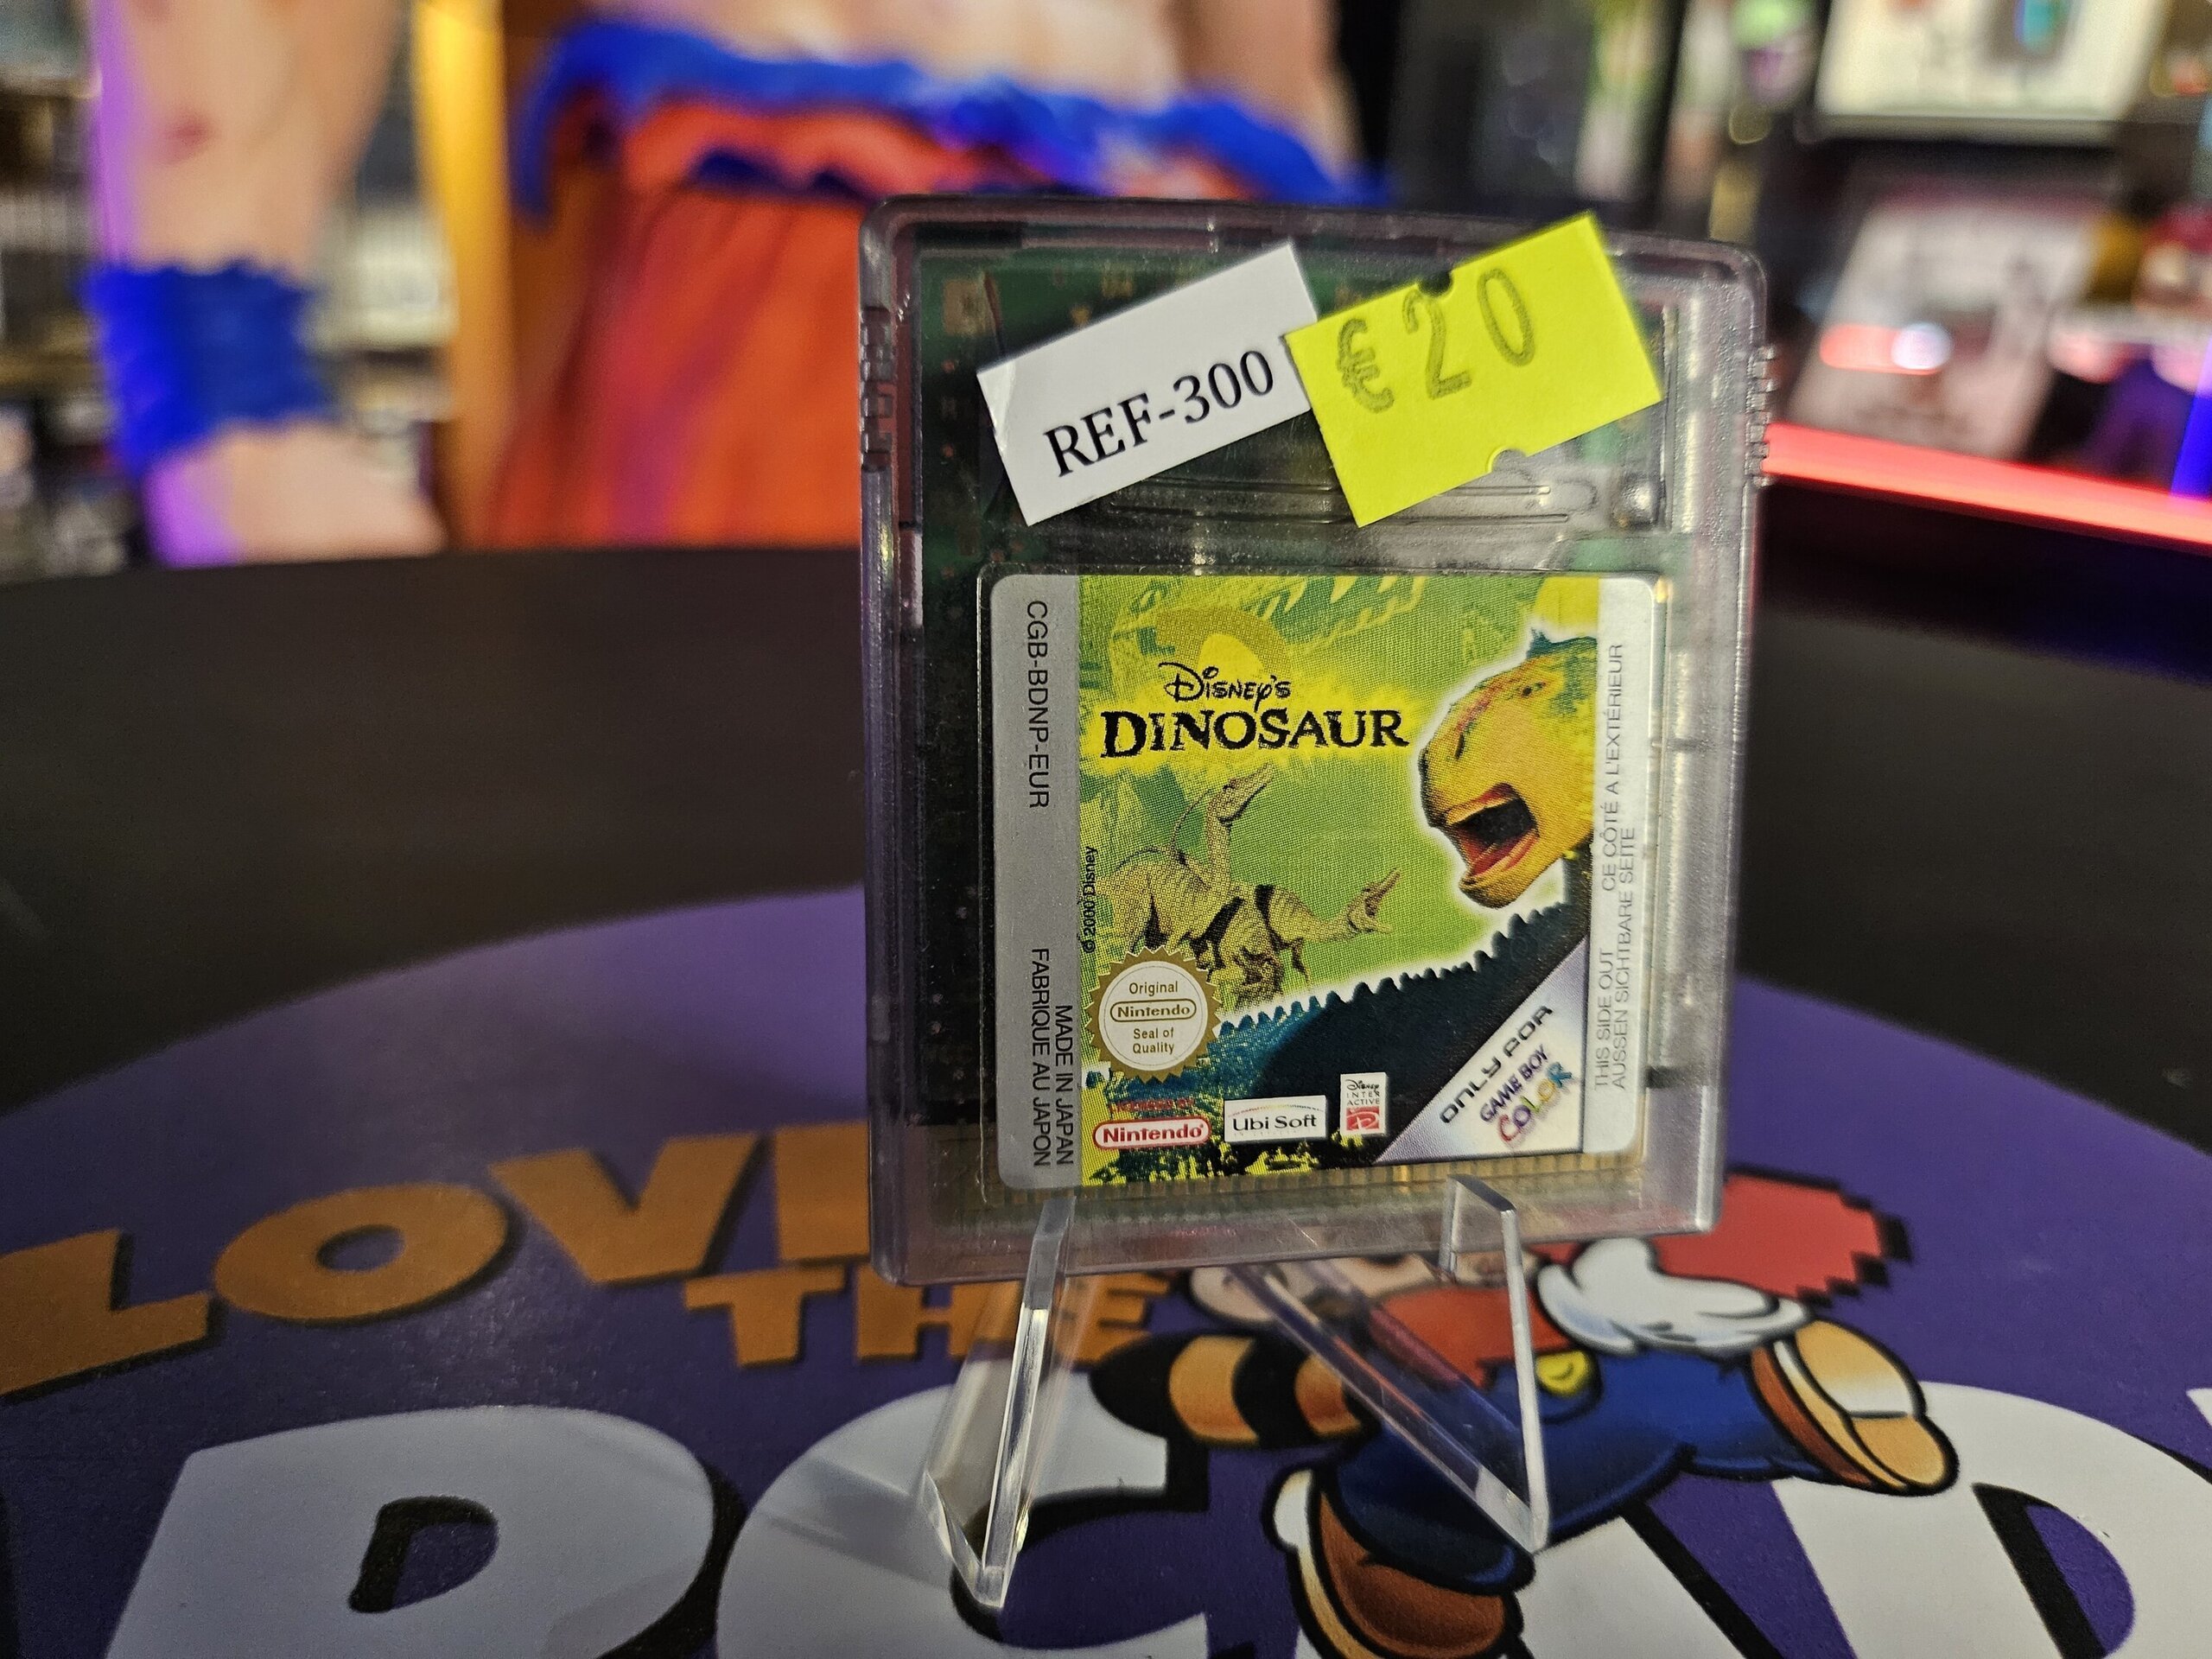 REF-300
€20
CGB-BDNP-EUR
MADE IN JAPAN
FABRIQUE AU JAPON
© 2000 Disney
Disney's
DINOSAUR
Original
Nintendo
Seal of
Quality
Nintendo
Ubi Soft
Disney
INTER
ACTIVE
ONLY FOR
GAME BOY
COLOR
THIS SIDE OUT CE CÔTÉ À L'EXTÉRIEUR
AUSSEN SICHTBARE SEITE
LOVE
THE